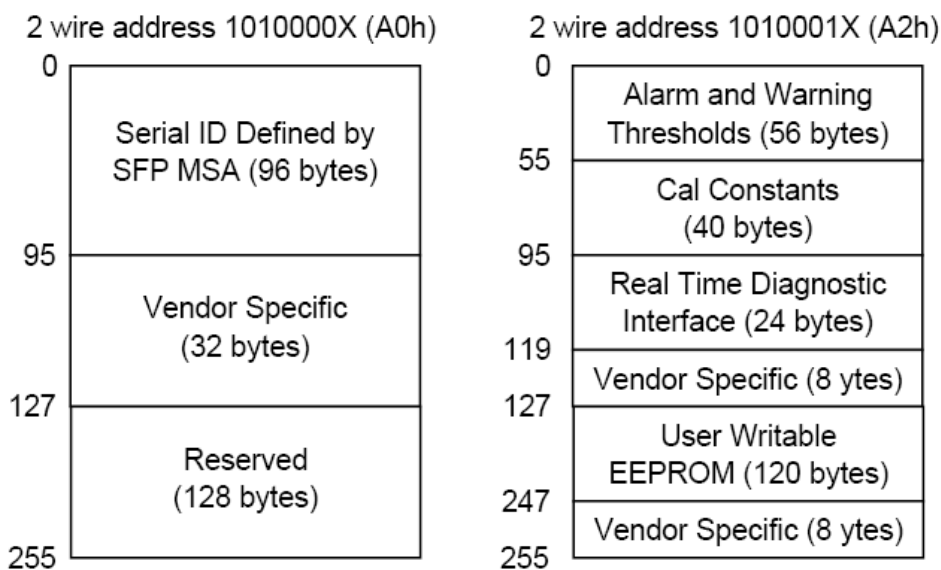 2 wire address 1010000X (A0h)
0
Serial ID Defined by
SFP MSA (96 bytes)
95
Vendor Specific
(32 bytes)
127
Reserved
(128 bytes)
255
2 wire address 1010001X (A2h)
0
Alarm and Warning
Thresholds (56 bytes)
55
Cal Constants
(40 bytes)
95
Real Time Diagnostic
Interface (24 bytes)
119
Vendor Specific (8 ytes)
127
User Writable
EEPROM (120 bytes)
247
Vendor Specific (8 ytes)
255